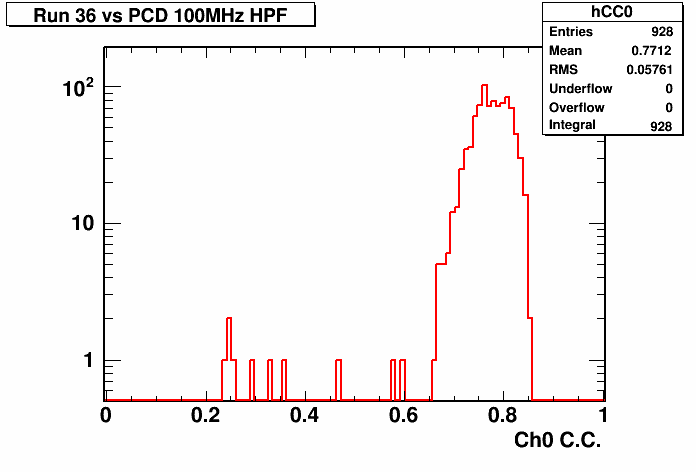 Run 36 vs PCD 100MHz HPF
hCC0
Entries 928
Mean 0.7712
RMS 0.05761
Underflow 0
Overflow 0
Integral 928
10²
10
1
0 0.2 0.4 0.6 0.8 1
Ch0 C.C.